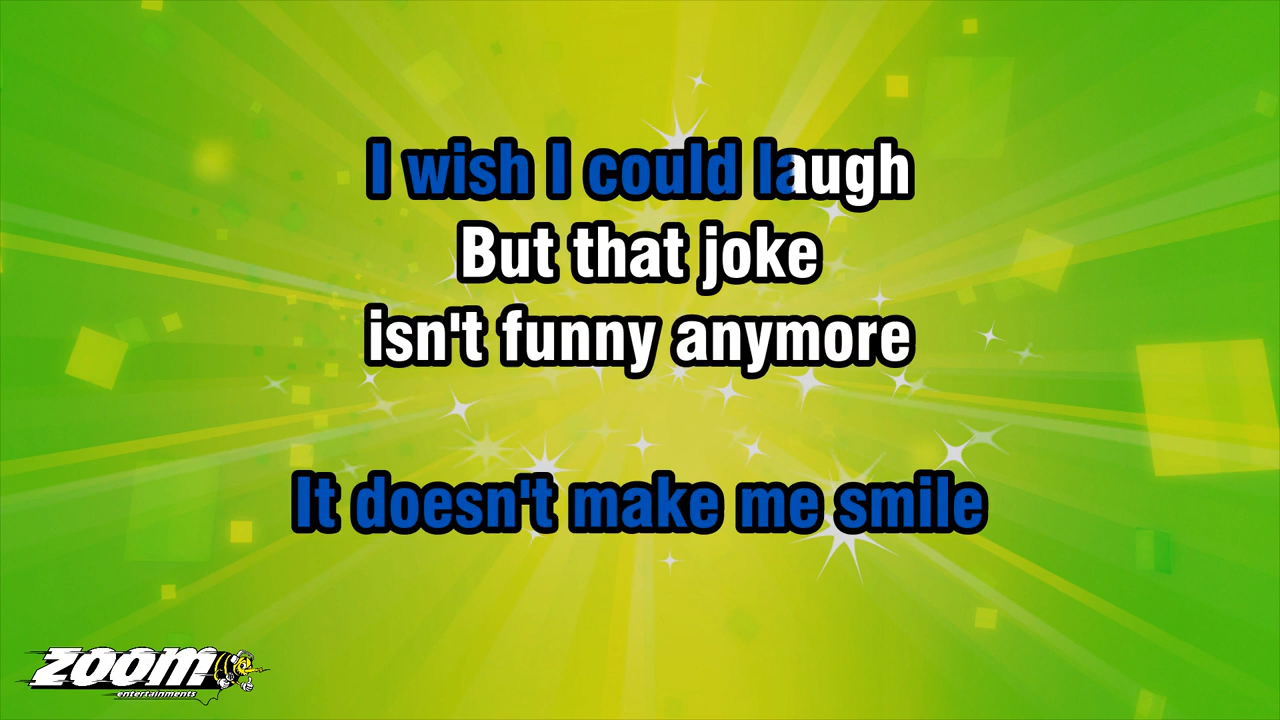 I wish I could laugh
But that joke
isn't funny anymore
It doesn't make me smile
ZOOM
entertainments